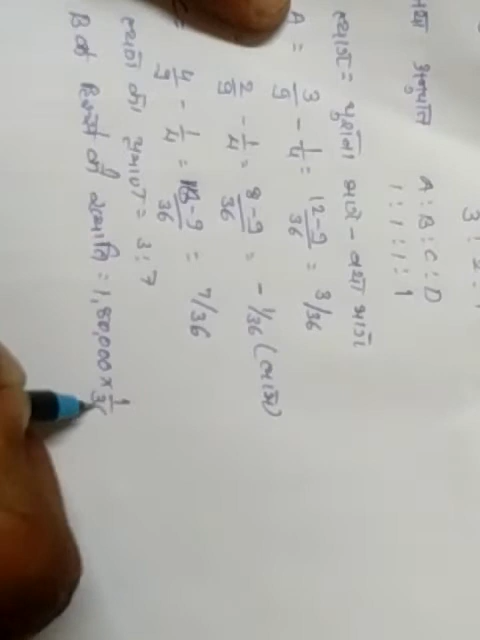 3 : 2 :
नया अनुपात A : B : C : D
1 : 1 : 1 : 1
त्याग = पुराना भाग - नया भाग
A = 3/9 - 1/4 = 12-9/36 = 3/36
2/9 - 1/4 = 8-9/36 = - 1/36 (लाभ)
= 4/9 - 1/4 = 16-9/36 = 7/36
त्याग का अनुपात = 3 : 7
B के हिस्से की ख्याति = 1,80,000 × 1/36